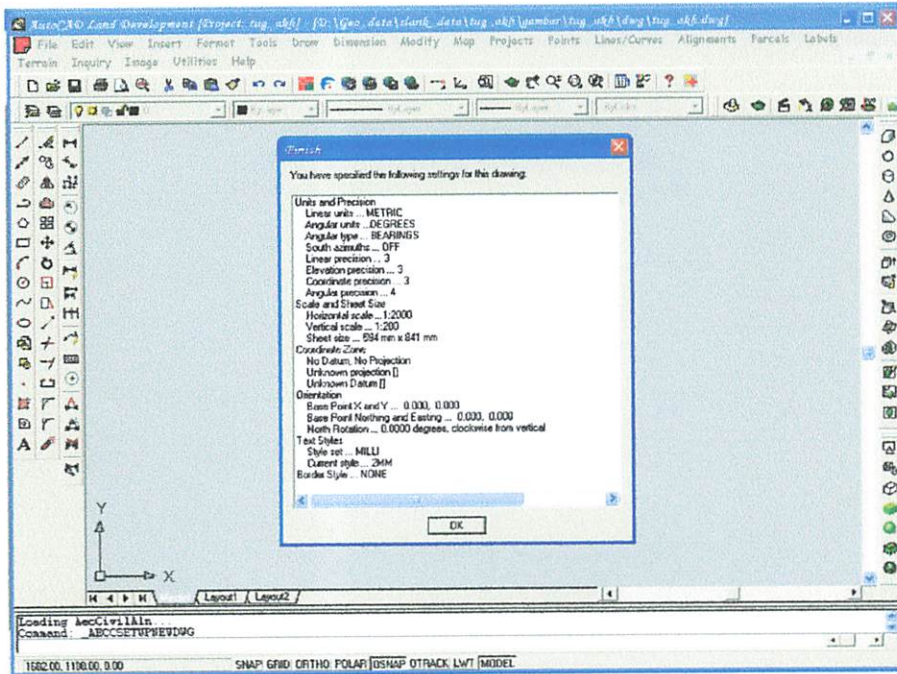 AutoCAD Land Development [Project: tug_akh] - [D:\Geo_data\slank_data\tug_akh\gambar\tug_akh\dwg\tug_akh.dwg]
File Edit View Insert Format Tools Draw Dimension Modify Map Projects Points Lines/Curves Alignments Parcels Labels
Terrain Inquiry Image Utilities Help
ByLayer ByLayer ByColor
Finish
You have specified the following settings for this drawing:
Units and Precision
Linear units ... METRIC
Angular units ...DEGREES
Angular type ... BEARINGS
South azimuths ... OFF
Linear precision ... 3
Elevation precision ... 3
Coordinate precision ... 3
Angular precision ... 4
Scale and Sheet Size
Horizontal scale ... 1:2000
Vertical scale ... 1:200
Sheet size ... 594 mm x 841 mm
Coordinate Zone
No Datum, No Projection
Unknown projection []
Unknown Datum []
Orientation
Base Point X and Y ... 0.000, 0.000
Base Point Northing and Easting ... 0.000, 0.000
North Rotation ... 0.0000 degrees, clockwise from vertical
Text Styles
Style set ... MILLI
Current style ... 2MM
Border Style ... NONE
OK
Y
X
Layout1 Layout2
Loading AecCivilAln...
Command: _AECCSETUPNEWDWG
1682.00, 1188.00, 0.00 SNAP GRID ORTHO POLAR OSNAP OTRACK LWT MODEL